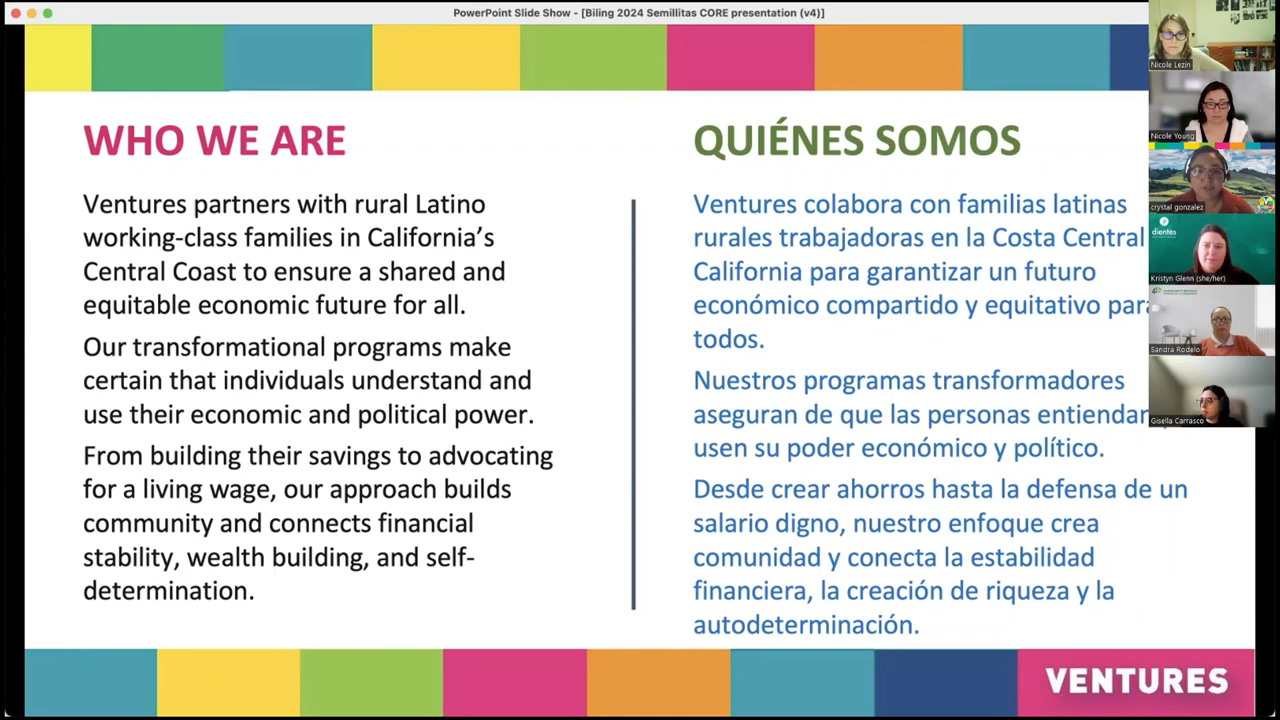 PowerPoint Slide Show - [Biling 2024 Semillitas CORE presentation (v4)]
WHO WE ARE
Ventures partners with rural Latino
working-class families in California’s
Central Coast to ensure a shared and
equitable economic future for all.
Our transformational programs make
certain that individuals understand and
use their economic and political power.
From building their savings to advocating
for a living wage, our approach builds
community and connects financial
stability, wealth building, and self-
determination.
QUIÉNES SOMOS
Ventures colabora con familias latinas
rurales trabajadoras en la Costa Central
California para garantizar un futuro
económico compartido y equitativo para
todos.
Nuestros programas transformadores
aseguran de que las personas entiendan
usen su poder económico y político.
Desde crear ahorros hasta la defensa de un
salario digno, nuestro enfoque crea
comunidad y conecta la estabilidad
financiera, la creación de riqueza y la
autodeterminación.
VENTURES
Nicole Lezin
Nicole Young
crystal gonzalez
dientes
Kristyn Glenn (she/her)
Sandra Rodelo
Gisella Carrasco